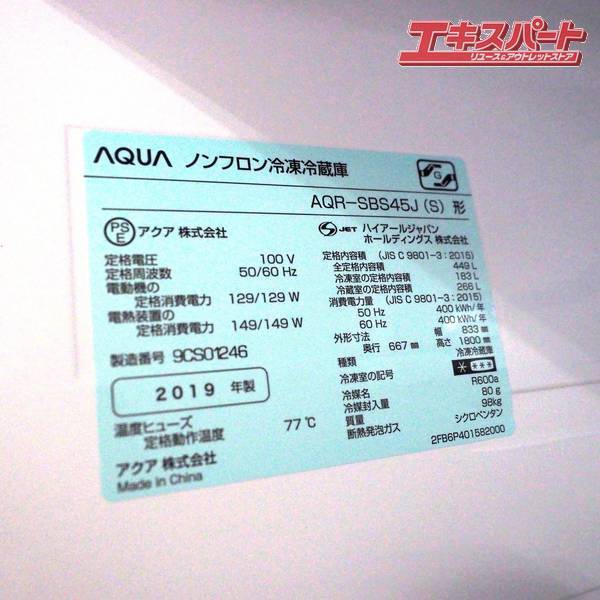 エキスパート
リユース&アウトレットストア
AQUA ノンフロン冷凍冷蔵庫
G
AQR-SBS45J (S) 形
PSE アクア 株式会社
定格電圧 100 V
定格周波数 50/60 Hz
電動機の
定格消費電力 129/129 W
電熱装置の
定格消費電力 149/149 W
製造番号 9CS01246
2019 年製
温度ヒューズ
定格動作温度 77℃
アクア 株式会社
Made in China
JET ハイアールジャパン
ホールディングス 株式会社
定格内容積 (JIS C 9801-3:2015)
全定格内容積 449 L
冷凍室の定格内容積 183 L
冷蔵室の定格内容積 266 L
消費電力量 (JIS C 9801-3:2015)
50 Hz 400 kWh/年
60 Hz 400 kWh/年
外形寸法 幅 833 mm
奥行 667 mm 高さ 1800 mm
種類 冷凍冷蔵庫
冷凍室の記号 ****
冷媒名 R600a
冷媒封入量 80 g
質量 98kg
断熱発泡ガス シクロペンタン
2FB6P401582000